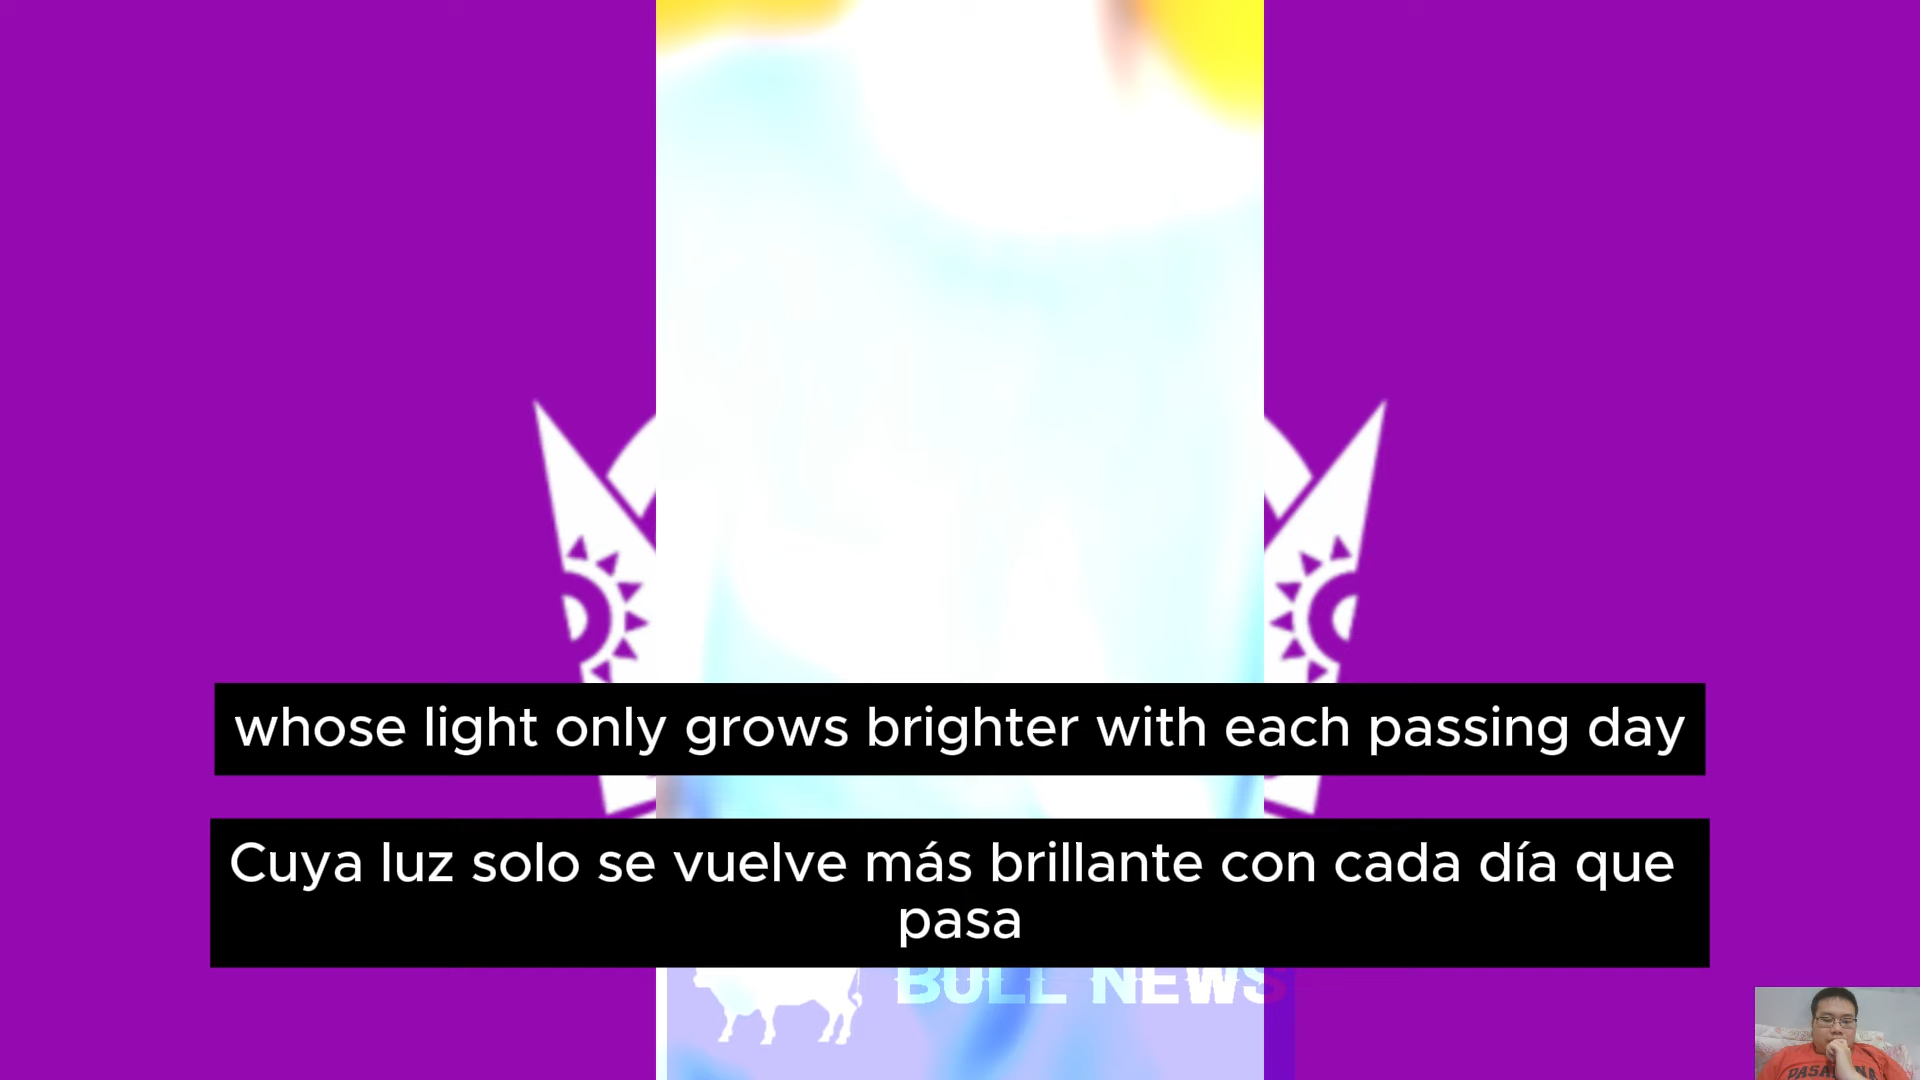 whose light only grows brighter with each passing day
Cuya luz solo se vuelve más brillante con cada día que
pasa
BULL NEWS